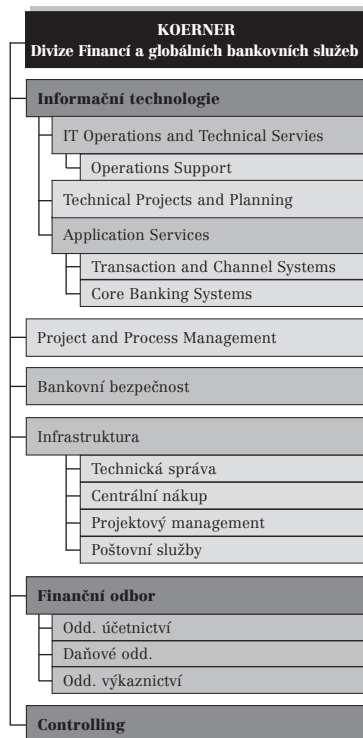 KOERNER
Divize Financí a globálních bankovních služeb
Informační technologie
IT Operations and Technical Servies
Operations Support
Technical Projects and Planning
Application Services
Transaction and Channel Systems
Core Banking Systems
Project and Process Management
Bankovní bezpečnost
Infrastruktura
Technická správa
Centrální nákup
Projektový management
Poštovní služby
Finanční odbor
Odd. účetnictví
Daňové odd.
Odd. výkaznictví
Controlling